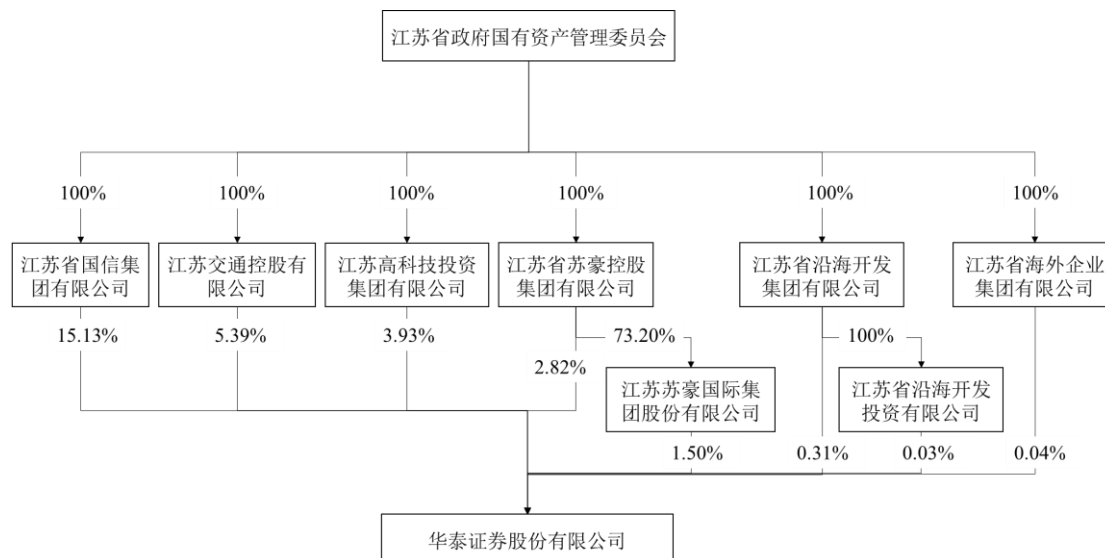 江苏省政府国有资产管理委员会
100%
100%
100%
100%
100%
100%
江苏省国信集
团有限公司
江苏交通控股有
限公司
江苏高科技投资
集团有限公司
江苏省苏豪控股
集团有限公司
江苏省沿海开发
集团有限公司
江苏省海外企业
集团有限公司
15.13%
5.39%
3.93%
2.82%
73.20%
100%
江苏苏豪国际集
团股份有限公司
江苏省沿海开发
投资有限公司
1.50%
0.31%
0.03%
0.04%
华泰证券股份有限公司